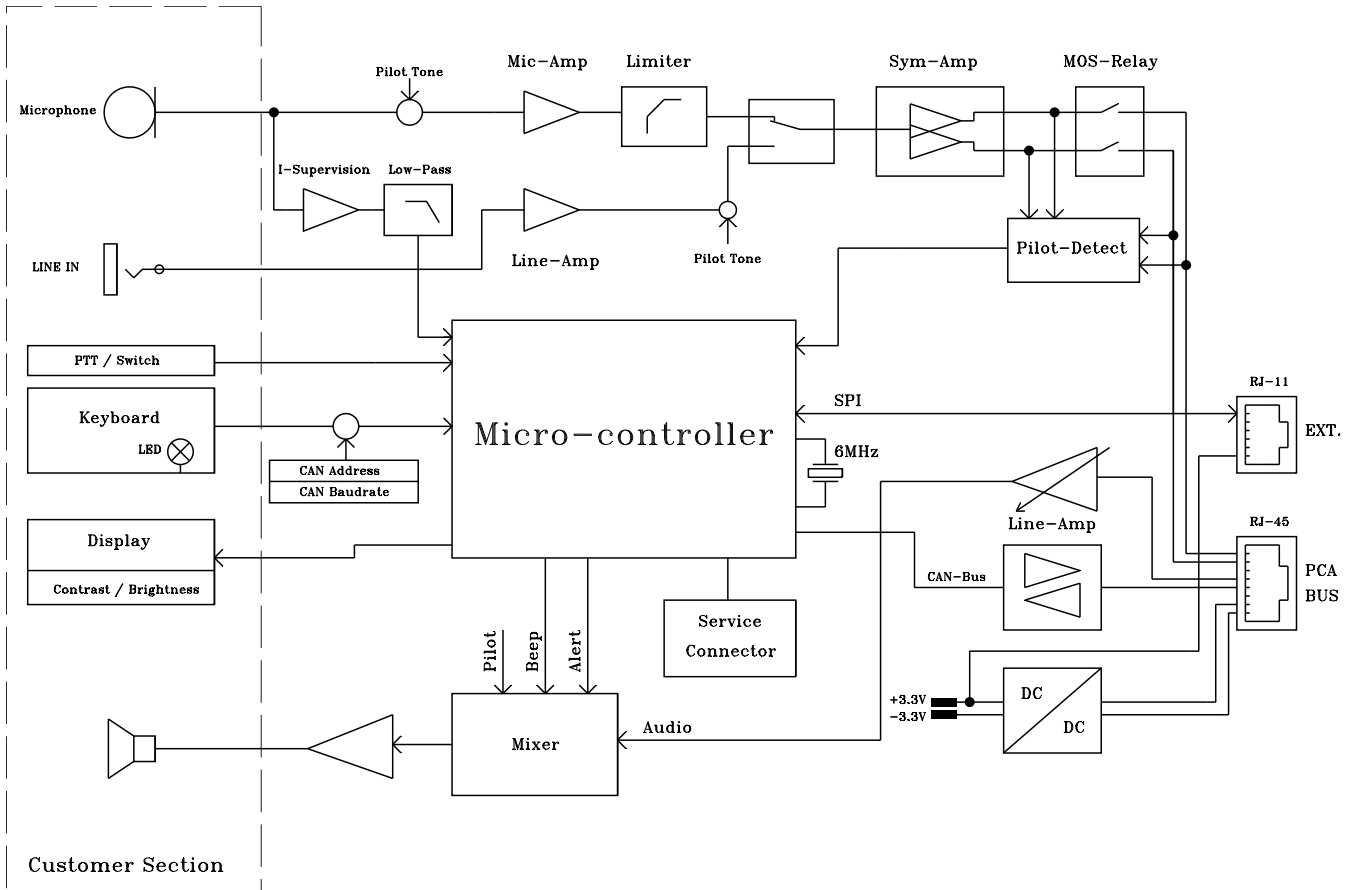 Mic-Amp
Limiter
Sym-Amp
MOS-Relay
Pilot Tone
Microphone
I-Supervision
Low-Pass
Pilot-Detect
Line-Amp
Pilot Tone
LINE IN
PTT / Switch
RJ-11
SPI
Keyboard
EXT.
Micro-controller
LED
6MHz
CAN Address
CAN Baudrate
Line-Amp
RJ-45
Display
PCA
BUS
CAN-Bus
Contrast / Brightness
Service
Connector
Pilot
Beep
Alert
DC
DC
+3.3V
-3.3V
Audio
Mixer
Customer Section